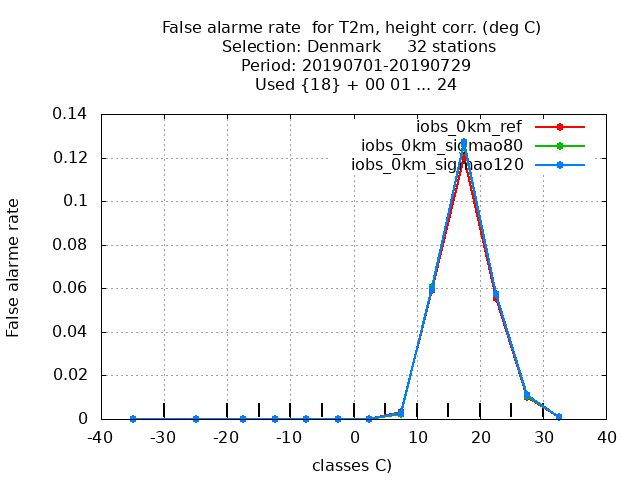 False alarme rate  for T2m, height corr. (deg C)
Selection: Denmark     32 stations
Period: 20190701-20190729
Used {18} + 00 01 ... 24
iobs_0km_ref
iobs_0km_sigmao80
iobs_0km_sigmao120
False alarme rate
0.14
0.12
0.1
0.08
0.06
0.04
0.02
0
-40 -30 -20 -10 0 10 20 30 40
classes C)